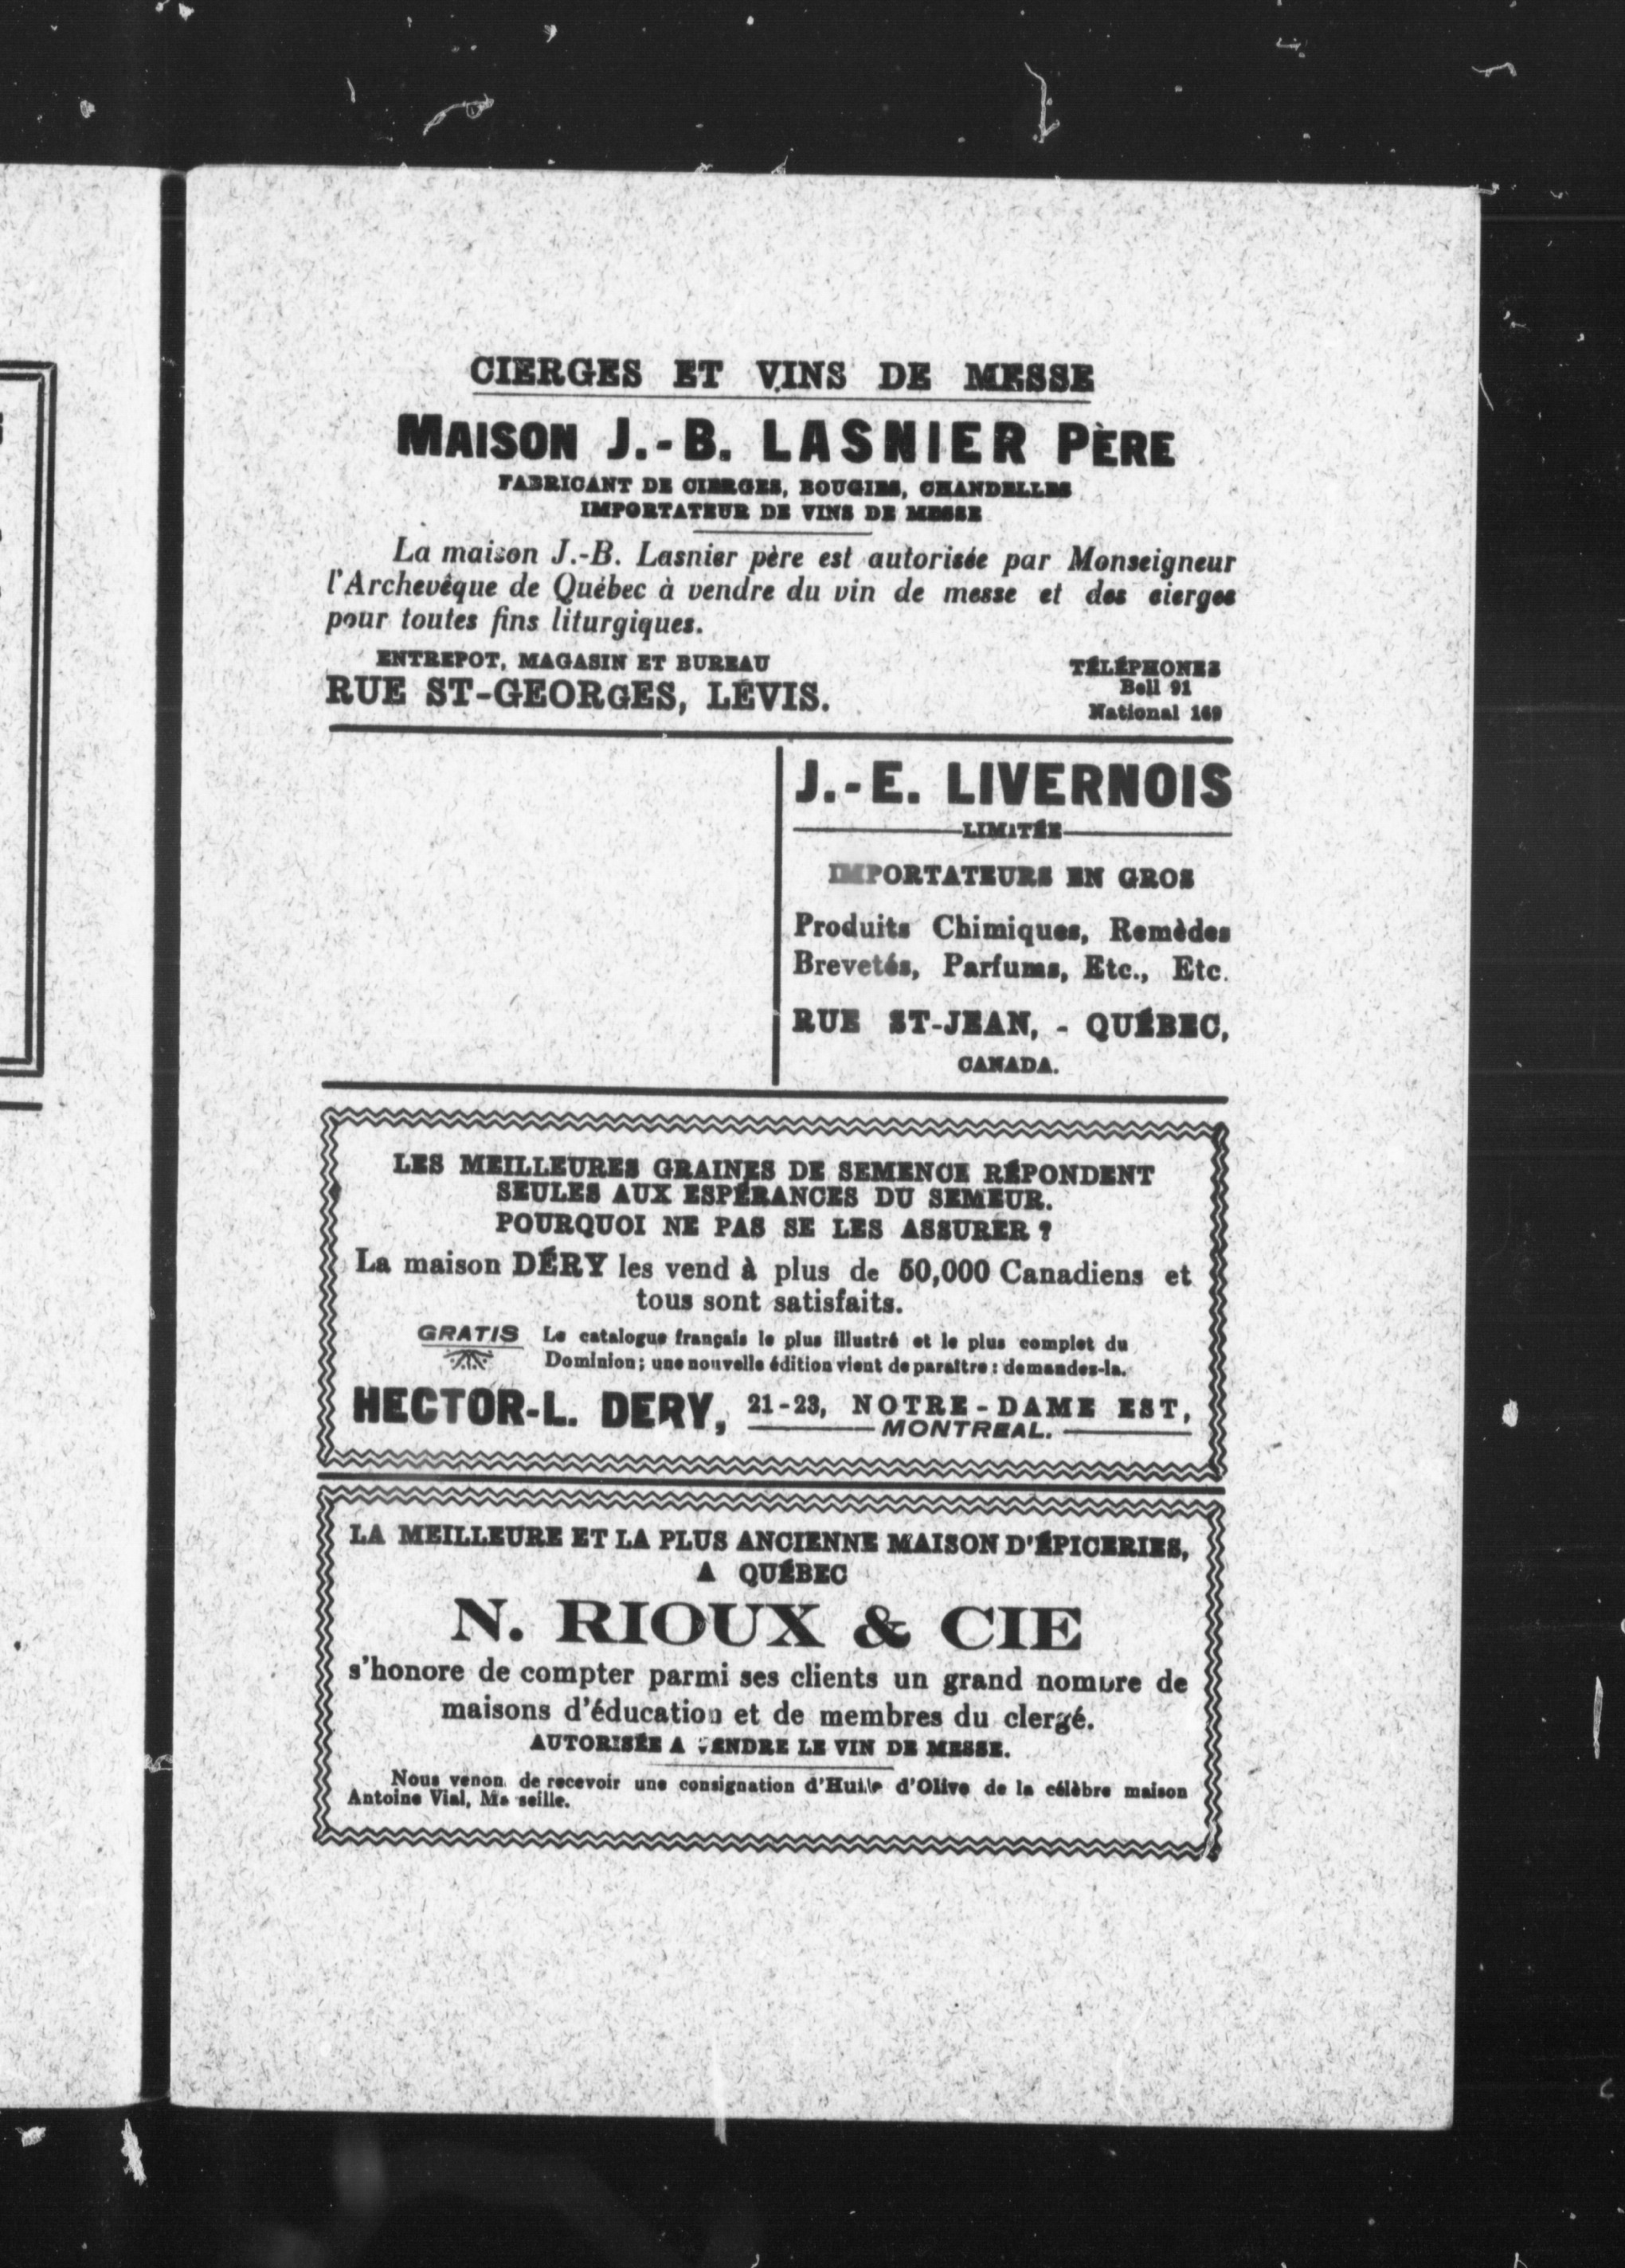 CIERGES ET VINS DE MESSE
MAISON J.-B. LASNIER PÈRE
FABRICANT DE CIERGES, BOUGIES, CHANDELLES
IMPORTATEUR DE VINS DE MESSE
La maison J.-B. Lasnier père est autorisée par Monseigneur
l'Archevêque de Québec à vendre du vin de messe et des cierges
pour toutes fins liturgiques.
ENTREPOT, MAGASIN ET BUREAU
RUE ST-GEORGES, LÉVIS.
TÉLÉPHONES
Bell 91
National 169
J.-E. LIVERNOIS
LIMITÉE
IMPORTATEURS EN GROS
Produits Chimiques, Remèdes
Brevetés, Parfums, Etc., Etc.
RUE ST-JEAN, - QUÉBEC,
CANADA.
LES MEILLEURES GRAINES DE SEMENCE RÉPONDENT
SEULES AUX ESPÉRANCES DU SEMEUR.
POURQUOI NE PAS SE LES ASSURER ?
La maison DÉRY les vend à plus de 50,000 Canadiens et
tous sont satisfaits.
GRATIS Le catalogue français le plus illustré et le plus complet du
Dominion; une nouvelle édition vient de paraître : demandez-la.
HECTOR-L. DERY, 21-23, NOTRE-DAME EST,
MONTREAL.
LA MEILLEURE ET LA PLUS ANCIENNE MAISON D'ÉPICERIES,
A QUÉBEC
N. RIOUX & CIE
s'honore de compter parmi ses clients un grand nombre de
maisons d'éducation et de membres du clergé.
AUTORISÉE A VENDRE LE VIN DE MESSE.
Nous venon de recevoir une consignation d'Huile d'Olive de la célèbre maison
Antoine Vial, Ma seille.